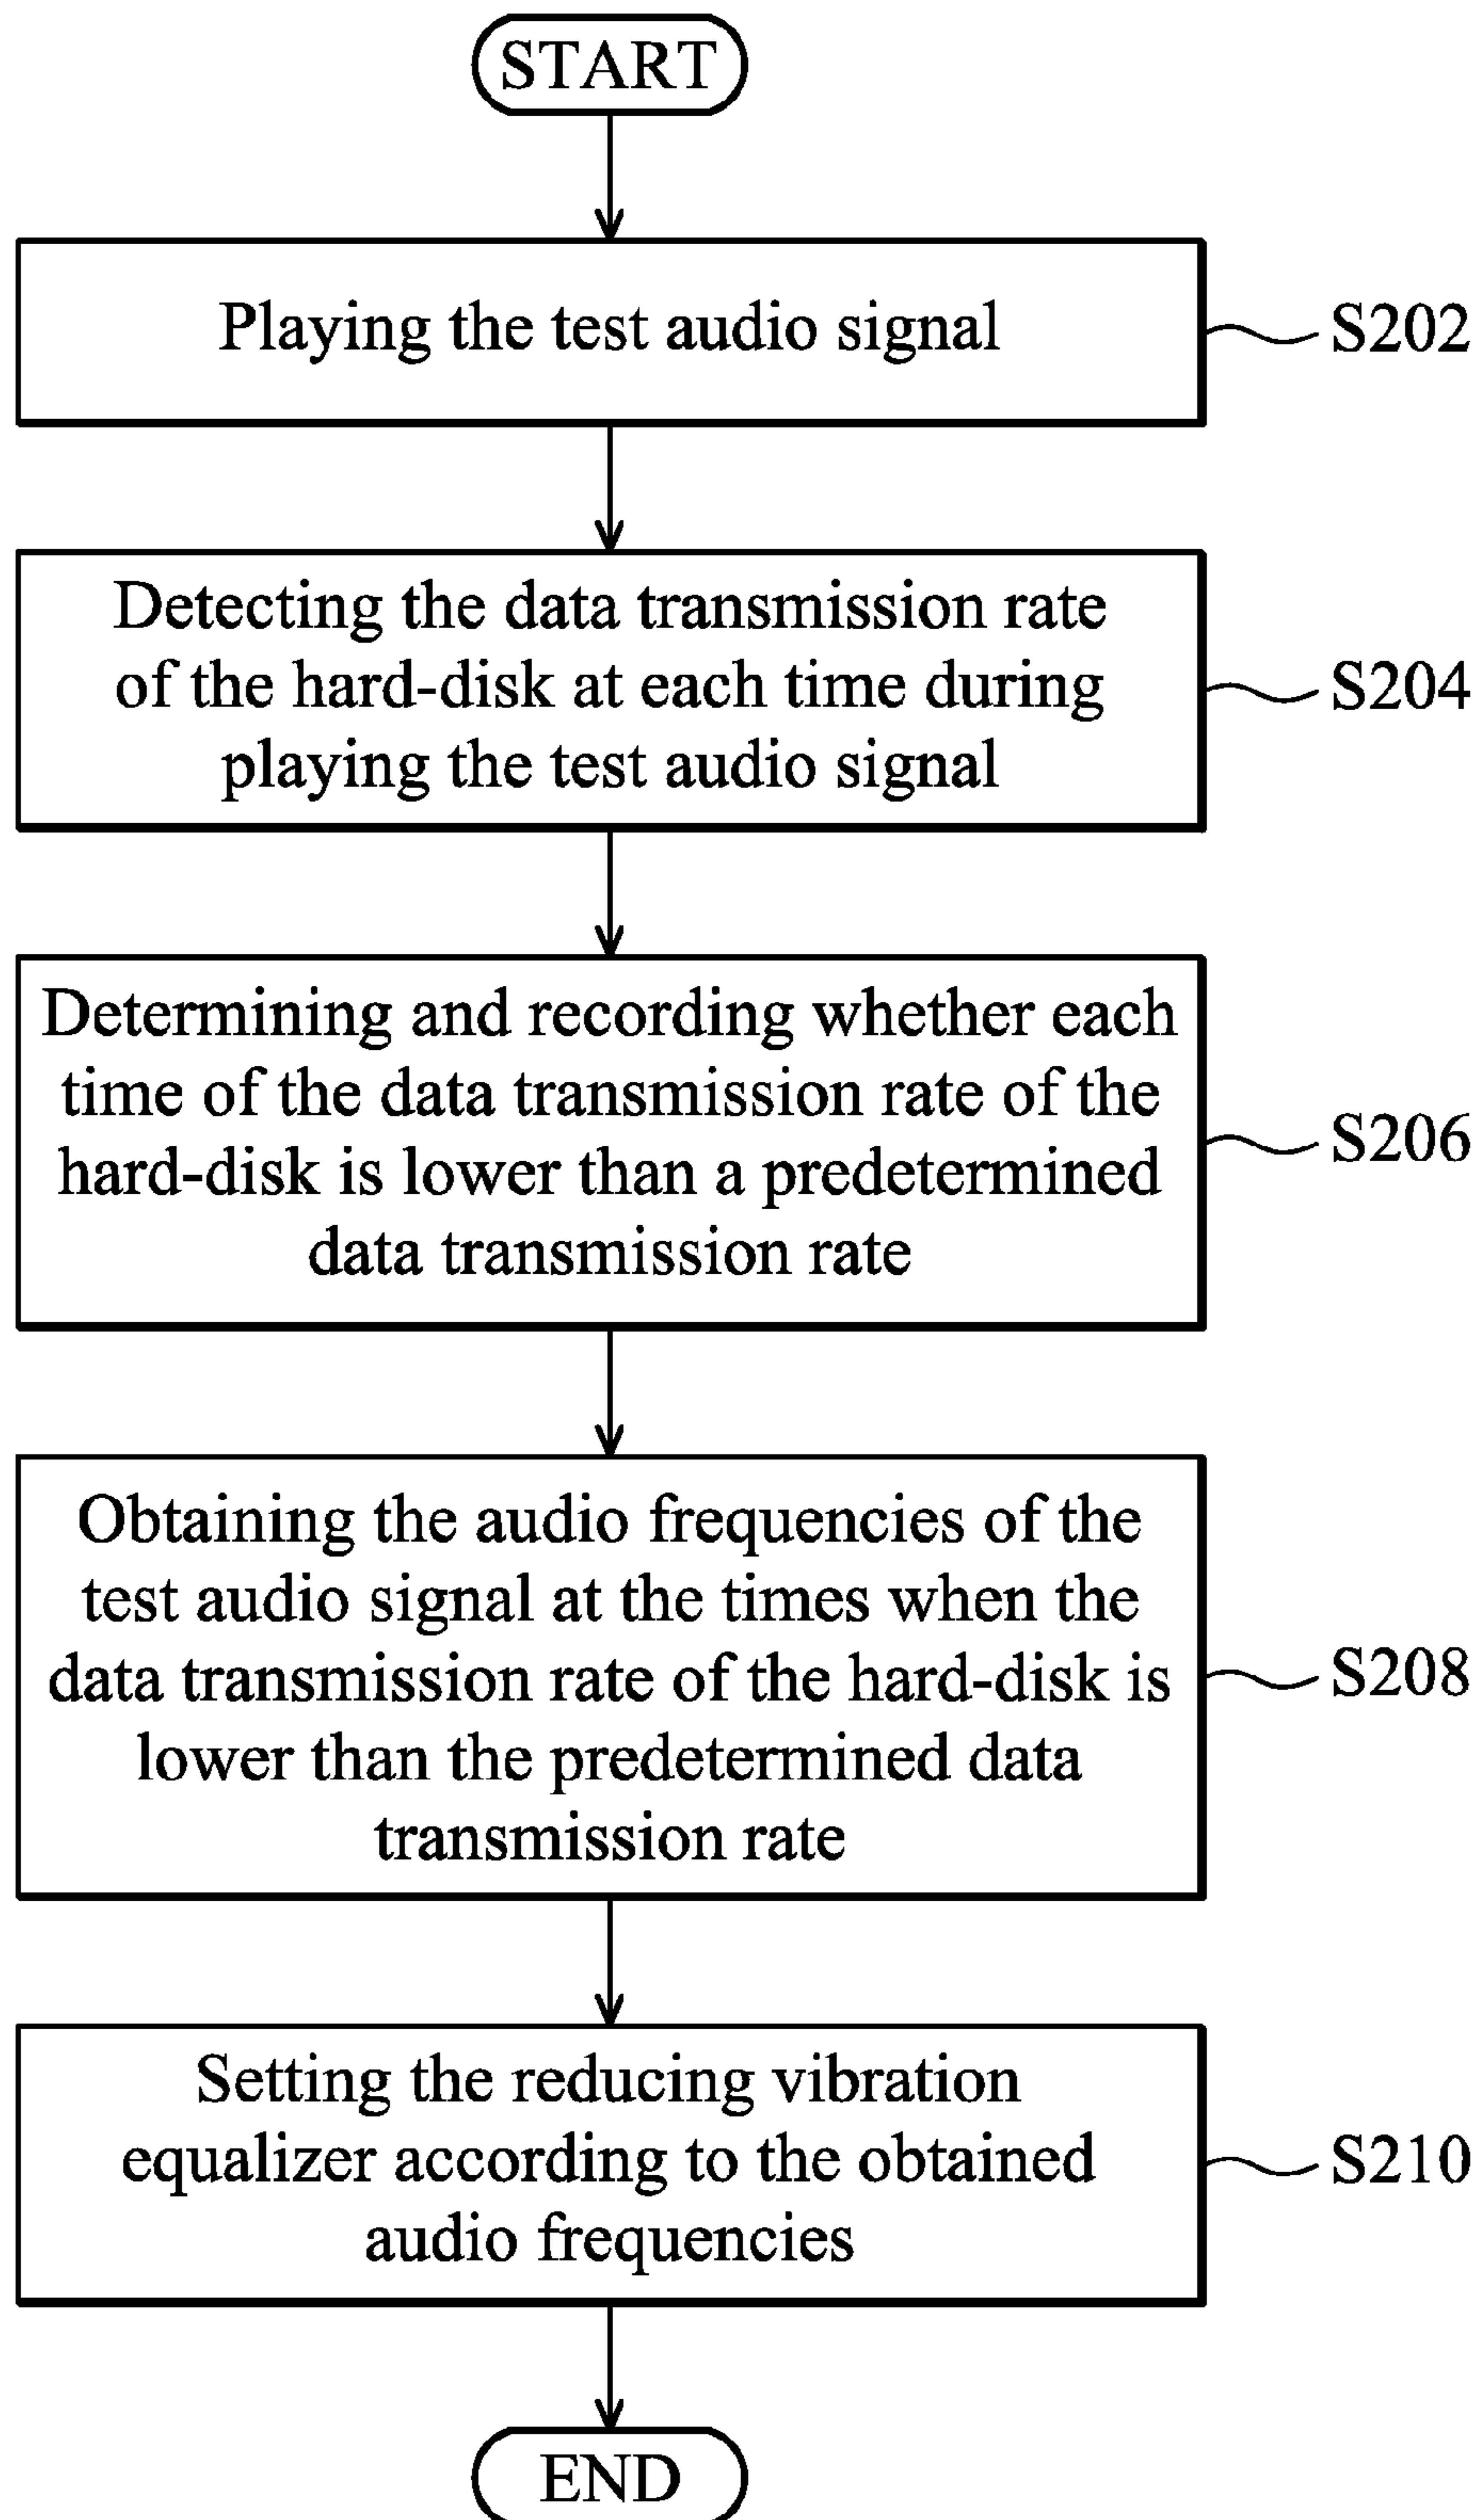 START
Playing the test audio signal
S202
Detecting the data transmission rate
of the hard-disk at each time during
playing the test audio signal
S204
Determining and recording whether each
time of the data transmission rate of the
hard-disk is lower than a predetermined
data transmission rate
S206
Obtaining the audio frequencies of the
test audio signal at the times when the
data transmission rate of the hard-disk is
lower than the predetermined data
transmission rate
S208
Setting the reducing vibration
equalizer according to the obtained
audio frequencies
S210
END